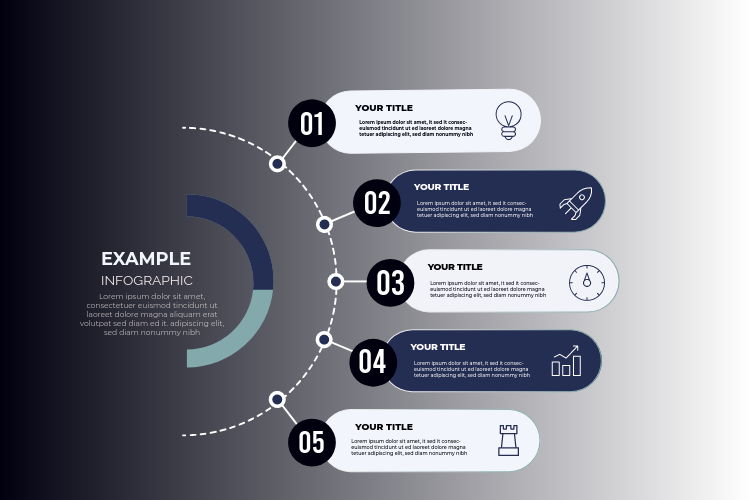 EXAMPLE
INFOGRAPHIC
Lorem ipsum dolor sit amet,
consectetuer euismod tincidunt ut
laoreet dolore magna aliquam erat
volutpat sed diam ed it. adipiscing elit,
sed diam nonummy nibh
01
YOUR TITLE
Lorem ipsum dolor sit amet, it sed it consec-
euismod tincidunt ut ed laoreet dolore magna
tetuer adipiscing elit, sed diam nonummy nibh
02
YOUR TITLE
Lorem ipsum dolor sit amet, it sed it consec-
euismod tincidunt ut ed laoreet dolore magna
tetuer adipiscing elit, sed diam nonummy nibh
03
YOUR TITLE
Lorem ipsum dolor sit amet, it sed it consec-
euismod tincidunt ut ed laoreet dolore magna
tetuer adipiscing elit, sed diam nonummy nibh
04
YOUR TITLE
Lorem ipsum dolor sit amet, it sed it consec-
euismod tincidunt ut ed laoreet dolore magna
tetuer adipiscing elit, sed diam nonummy nibh
05
YOUR TITLE
Lorem ipsum dolor sit amet, it sed it consec-
euismod tincidunt ut ed laoreet dolore magna
tetuer adipiscing elit, sed diam nonummy nibh